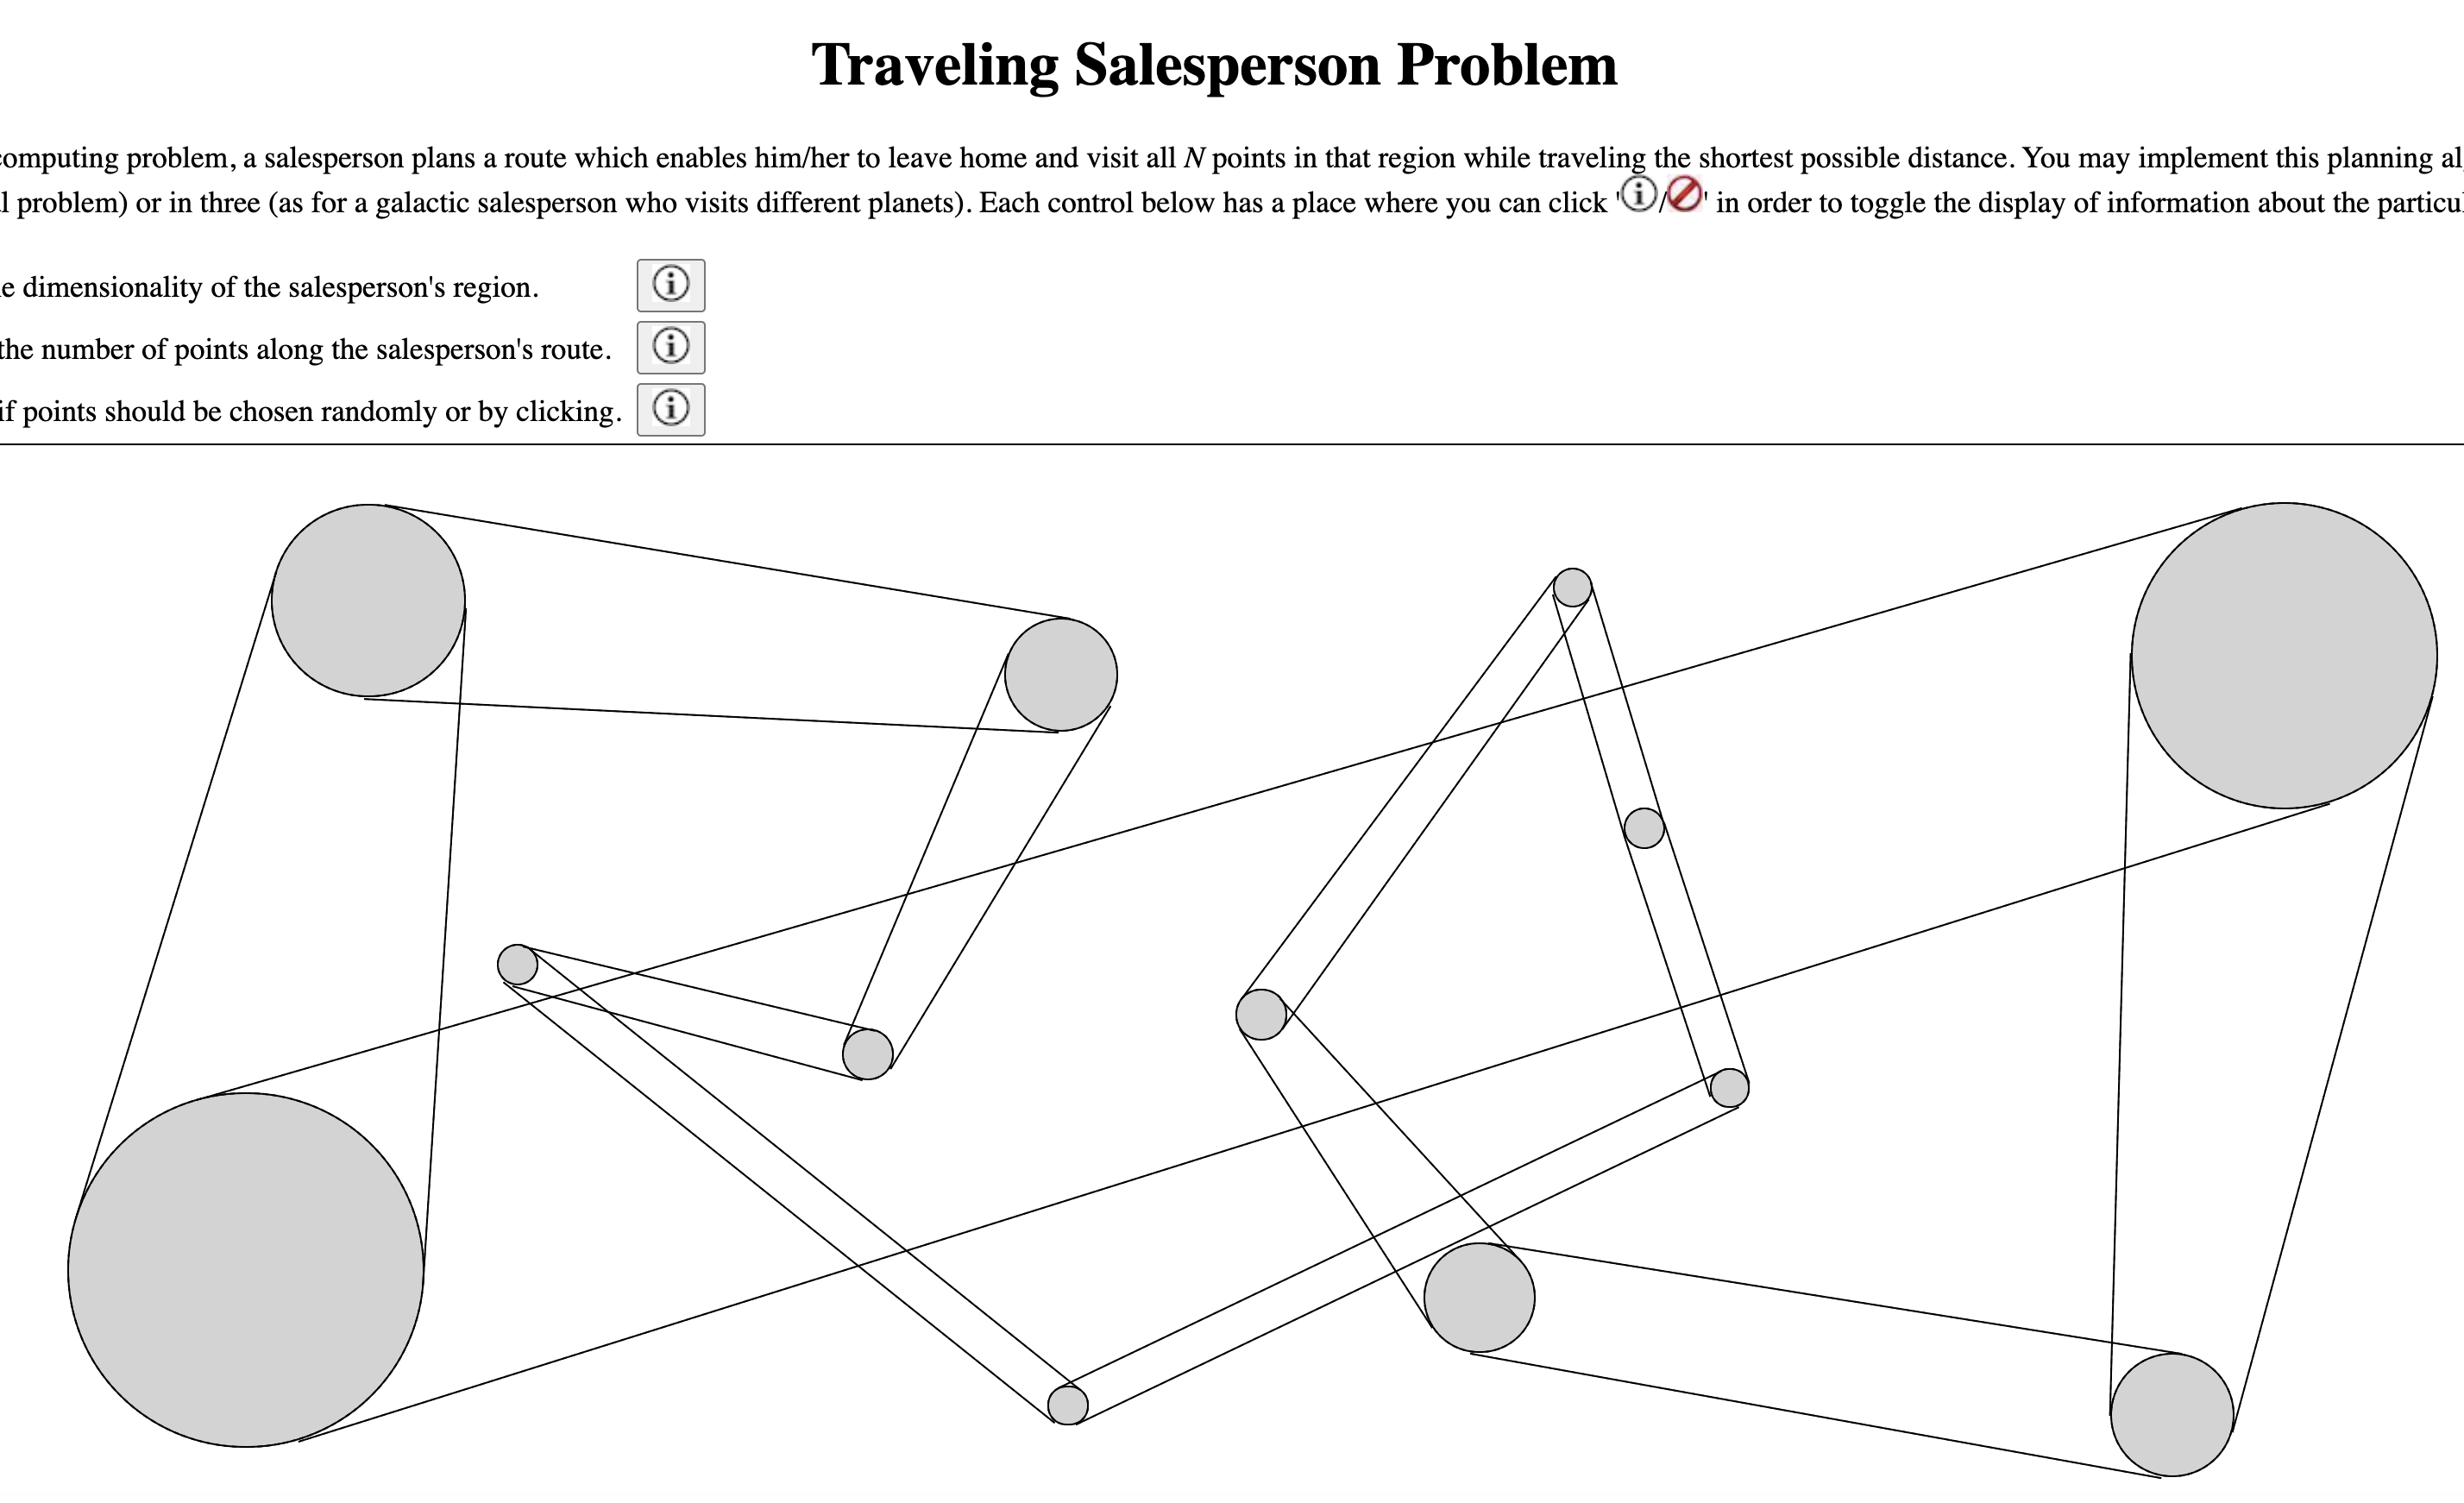 Traveling Salesperson Problem
computing problem, a salesperson plans a route which enables him/her to leave home and visit all N points in that region while traveling the shortest possible distance. You may implement this planning al
l problem) or in three (as for a galactic salesperson who visits different planets). Each control below has a place where you can click 'ⓘ/🚫' in order to toggle the display of information about the particul
e dimensionality of the salesperson's region. ⓘ
the number of points along the salesperson's route. ⓘ
if points should be chosen randomly or by clicking. ⓘ